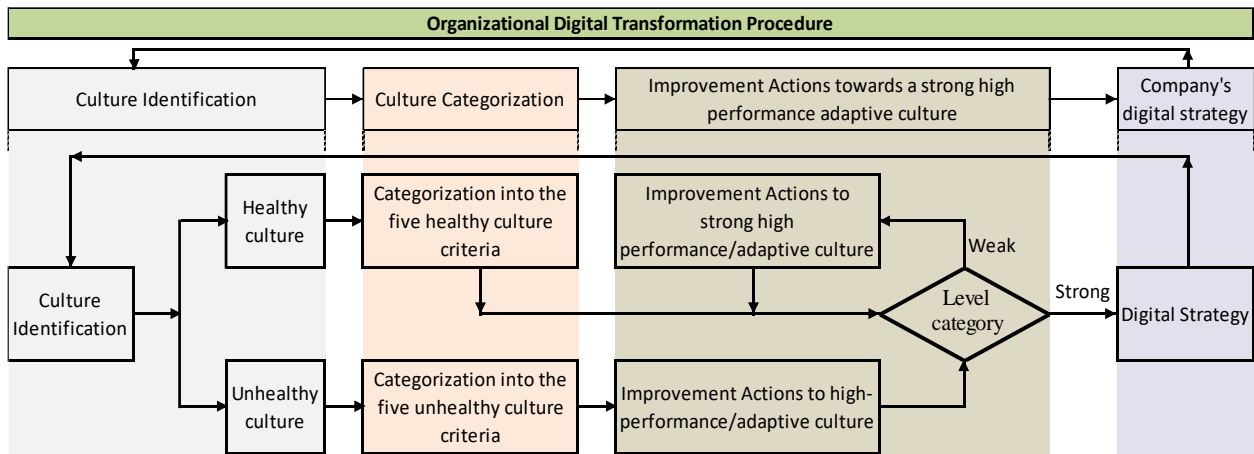 Organizational Digital Transformation Procedure
Culture Identification
Culture Categorization
Improvement Actions towards a strong high
performance adaptive culture
Company's
digital strategy
Healthy
culture
Categorization into the
five healthy culture
criteria
Improvement Actions to
strong high
performance/adaptive culture
Weak
Culture
Identification
Level
category
Strong
Digital Strategy
Unhealthy
culture
Categorization into the
five unhealthy culture
criteria
Improvement Actions to high-
performance/adaptive culture